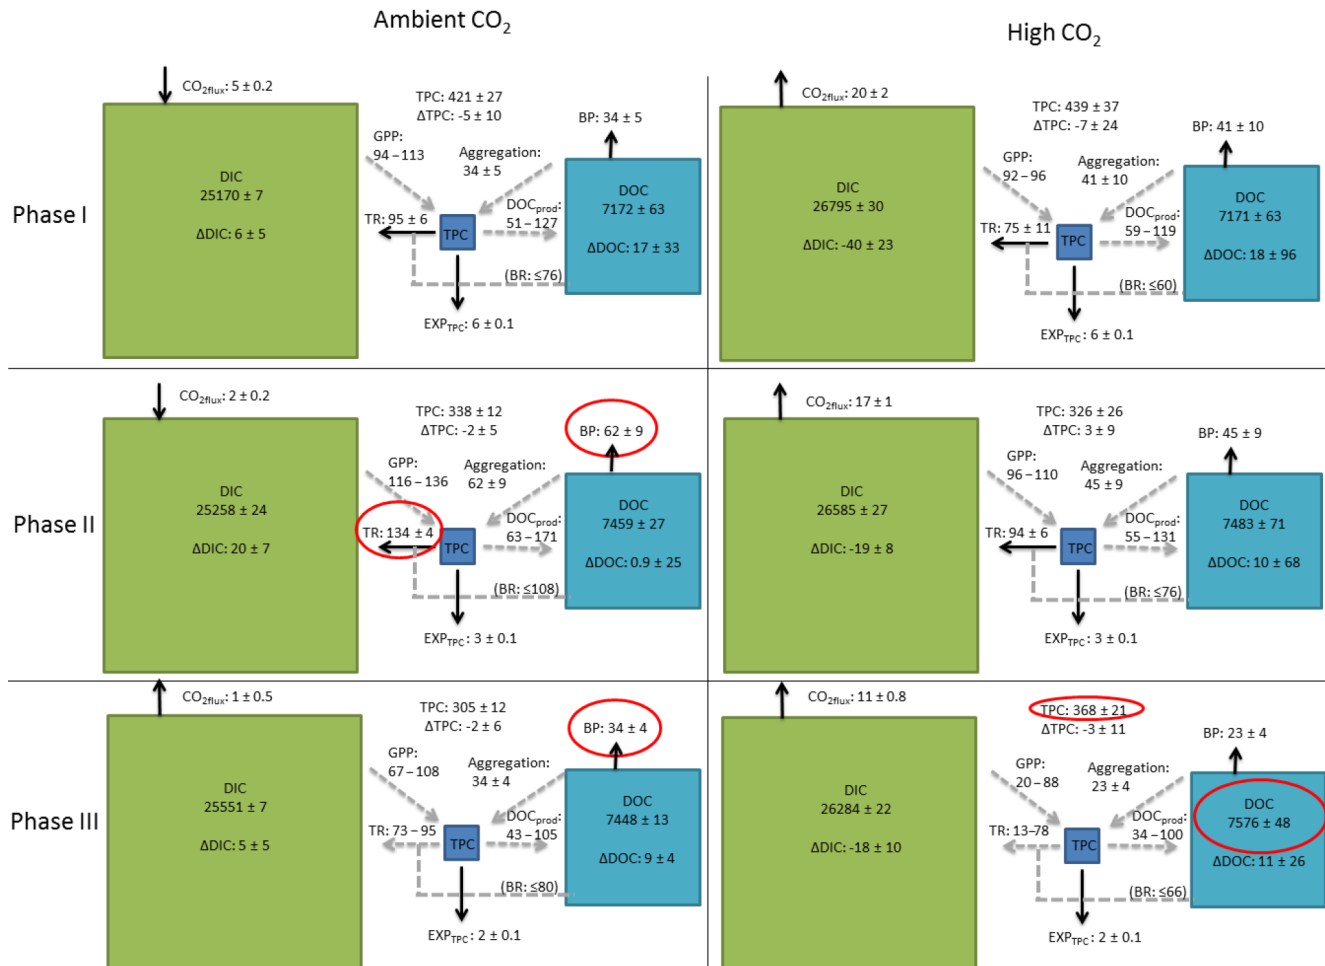 Ambient CO2
High CO2
Phase I
CO2flux: 5 ± 0.2
TPC: 421 ± 27
ΔTPC: -5 ± 10
BP: 34 ± 5
GPP:
94 – 113
Aggregation:
34 ± 5
DIC
25170 ± 7
ΔDIC: 6 ± 5
DOC
7172 ± 63
ΔDOC: 17 ± 33
TR: 95 ± 6
TPC
DOCprod:
51 – 127
(BR: ≤76)
EXPTPC: 6 ± 0.1
CO2flux: 20 ± 2
TPC: 439 ± 37
ΔTPC: -7 ± 24
BP: 41 ± 10
GPP:
92 – 96
Aggregation:
41 ± 10
DIC
26795 ± 30
ΔDIC: -40 ± 23
DOC
7171 ± 63
ΔDOC: 18 ± 96
TR: 75 ± 11
TPC
DOCprod:
59 – 119
(BR: ≤60)
EXPTPC: 6 ± 0.1
Phase II
CO2flux: 2 ± 0.2
TPC: 338 ± 12
ΔTPC: -2 ± 5
BP: 62 ± 9
GPP:
116 – 136
Aggregation:
62 ± 9
DIC
25258 ± 24
ΔDIC: 20 ± 7
DOC
7459 ± 27
ΔDOC: 0.9 ± 25
TR: 134 ± 4
TPC
DOCprod:
63 – 171
(BR: ≤108)
EXPTPC: 3 ± 0.1
CO2flux: 17 ± 1
TPC: 326 ± 26
ΔTPC: 3 ± 9
BP: 45 ± 9
GPP:
96 – 110
Aggregation:
45 ± 9
DIC
26585 ± 27
ΔDIC: -19 ± 8
DOC
7483 ± 71
ΔDOC: 10 ± 68
TR: 94 ± 6
TPC
DOCprod:
55 – 131
(BR: ≤76)
EXPTPC: 3 ± 0.1
Phase III
CO2flux: 1 ± 0.5
TPC: 305 ± 12
ΔTPC: -2 ± 6
BP: 34 ± 4
GPP:
67 – 108
Aggregation:
34 ± 4
DIC
25551 ± 7
ΔDIC: 5 ± 5
DOC
7448 ± 13
ΔDOC: 9 ± 4
TR: 73 – 95
TPC
DOCprod:
43 – 105
(BR: ≤80)
EXPTPC: 2 ± 0.1
CO2flux: 11 ± 0.8
TPC: 368 ± 21
ΔTPC: -3 ± 11
BP: 23 ± 4
GPP:
20 – 88
Aggregation:
23 ± 4
DIC
26284 ± 22
ΔDIC: -18 ± 10
DOC
7576 ± 48
ΔDOC: 11 ± 26
TR: 13–78
TPC
DOCprod:
34 – 100
(BR: ≤66)
EXPTPC: 2 ± 0.1